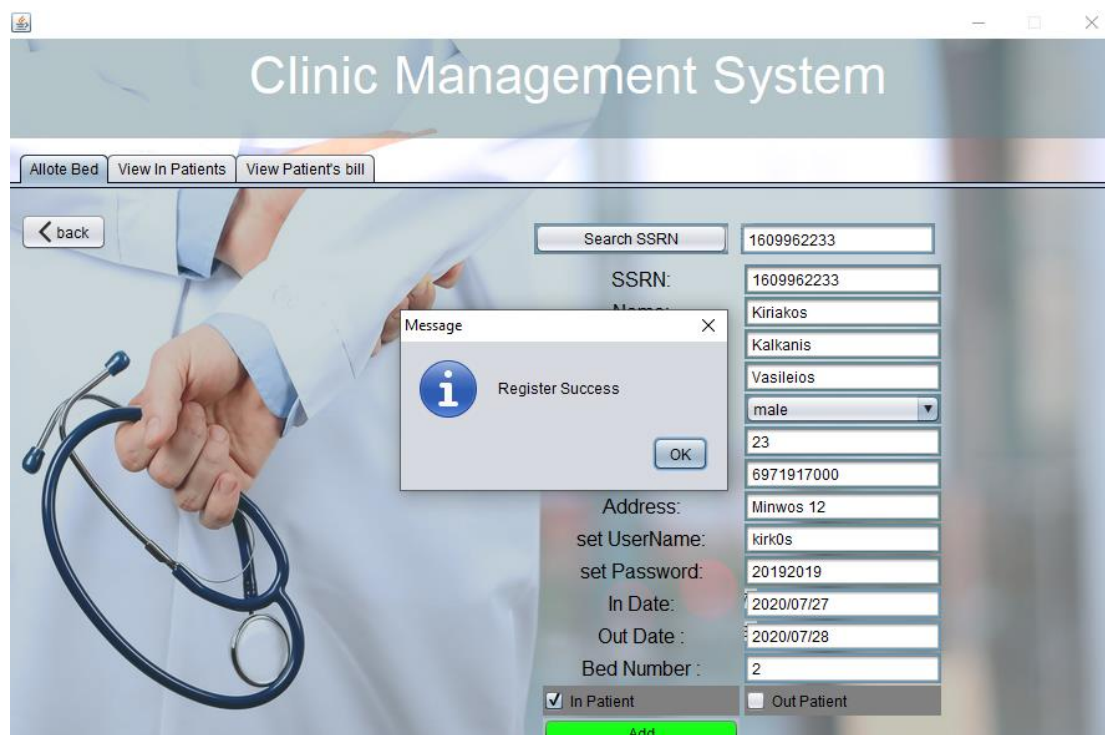 Clinic Management System
Allote Bed View In Patients View Patient's bill
back
Search SSRN 1609962233
SSRN: 1609962233
Kiriakos
Message
Kalkanis
Register Success
Vasileios
male
23
OK
6971917000
Address: Minwos 12
set UserName: kirk0s
set Password: 20192019
In Date: 2020/07/27
Out Date : 2020/07/28
Bed Number : 2
In Patient Out Patient
Add